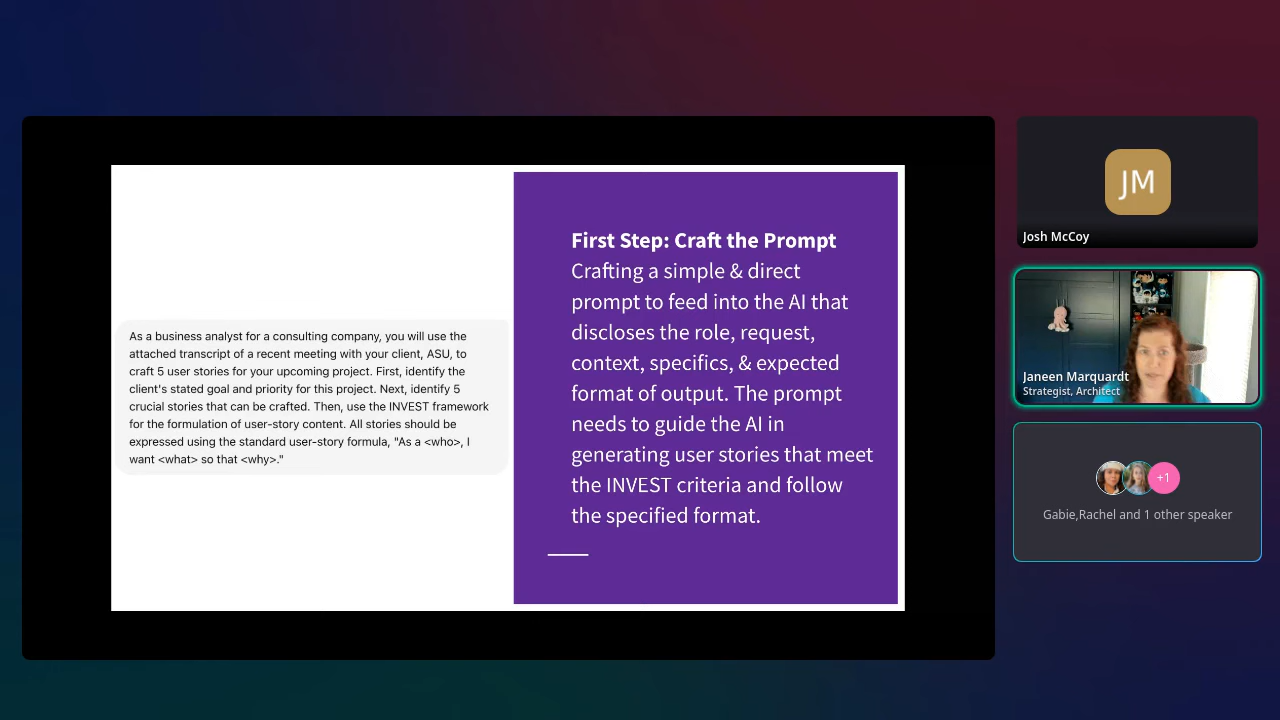 As a business analyst for a consulting company, you will use the
attached transcript of a recent meeting with your client, ASU, to
craft 5 user stories for your upcoming project. First, identify the
client's stated goal and priority for this project. Next, identify 5
crucial stories that can be crafted. Then, use the INVEST framework
for the formulation of user-story content. All stories should be
expressed using the standard user-story formula, "As a <who>, I
want <what> so that <why>."
First Step: Craft the Prompt
Crafting a simple & direct
prompt to feed into the AI that
discloses the role, request,
context, specifics, & expected
format of output. The prompt
needs to guide the AI in
generating user stories that meet
the INVEST criteria and follow
the specified format.
JM
Josh McCoy
Janeen Marquardt
Strategist, Architect
+1
Gabie,Rachel and 1 other speaker